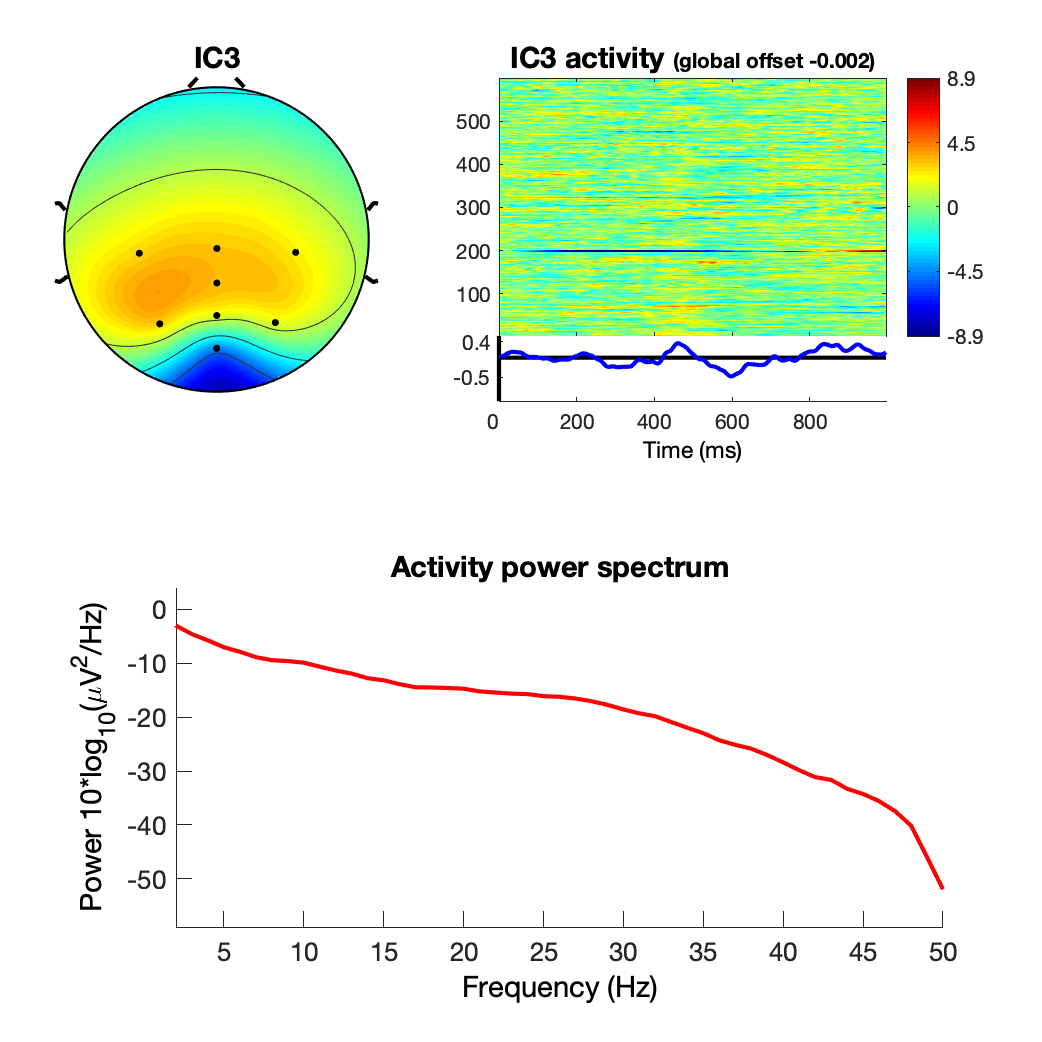 IC3
IC3 activity (global offset -0.002)
500
400
300
200
100
8.9
4.5
0
-4.5
-8.9
0.4
-0.5
0 200 400 600 800
Time (ms)
Activity power spectrum
Power 10*log10(μV2/Hz)
0
-10
-20
-30
-40
-50
5 10 15 20 25 30 35 40 45 50
Frequency (Hz)